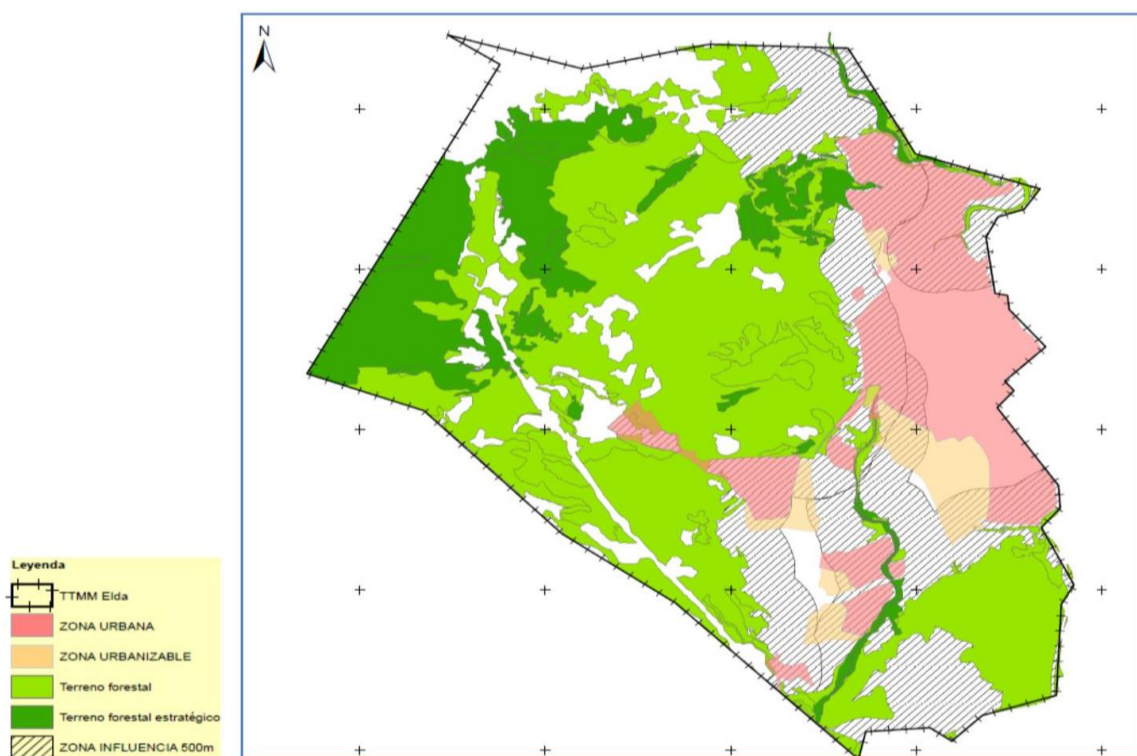 N
Leyenda
TTMM Elda
ZONA URBANA
ZONA URBANIZABLE
Terreno forestal
Terreno forestal estratégico
ZONA INFLUENCIA 500m